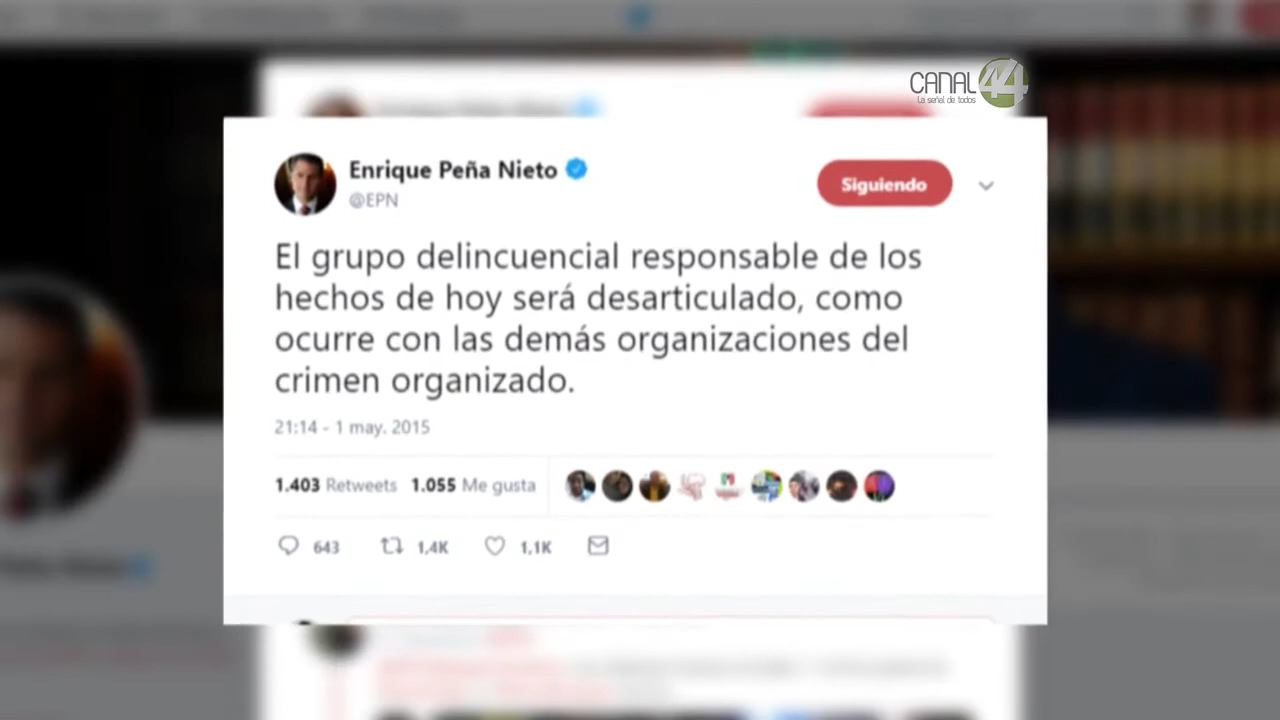 CANAL 44
La señal de todos
Enrique Peña Nieto
@EPN
Siguiendo
El grupo delincuencial responsable de los
hechos de hoy será desarticulado, como
ocurre con las demás organizaciones del
crimen organizado.
21:14 - 1 may. 2015
1.403 Retweets 1.055 Me gusta
643 1,4K 1,1K